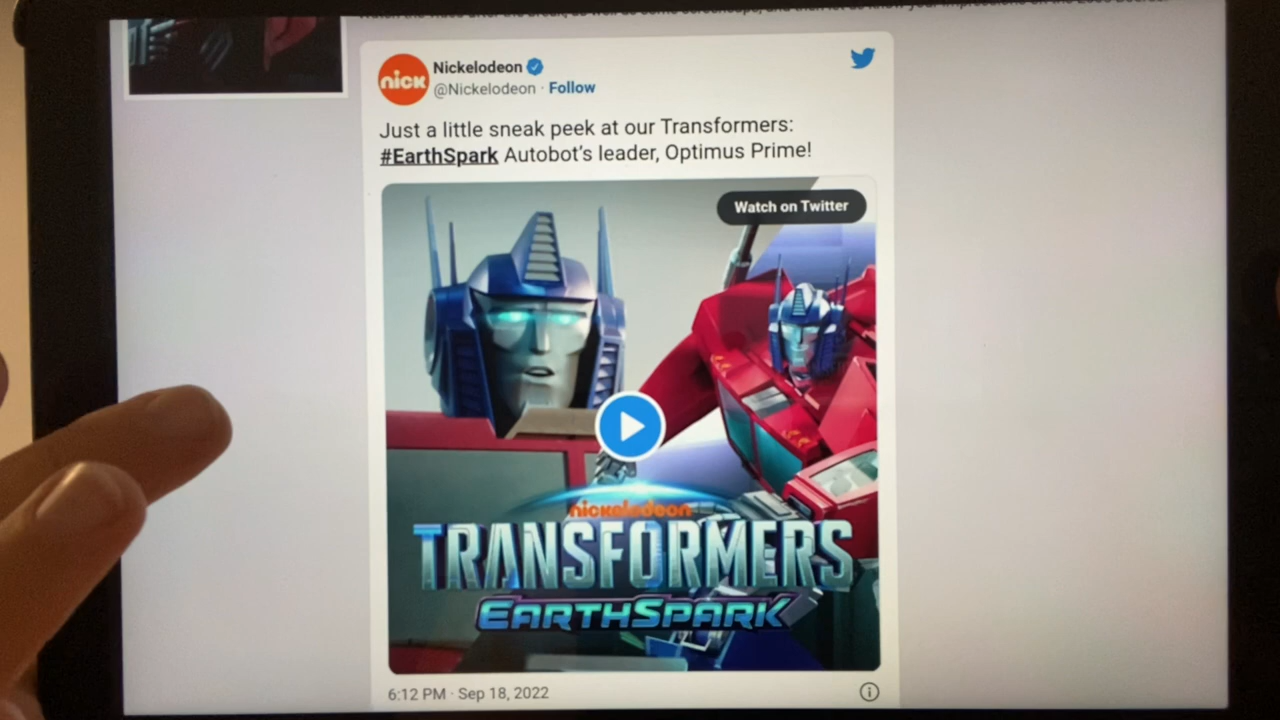 nick
Nickelodeon
@Nickelodeon · Follow
Just a little sneak peek at our Transformers:
#EarthSpark Autobot's leader, Optimus Prime!
Watch on Twitter
nickelodeon
TRANSFORMERS
EARTHSPARK
6:12 PM · Sep 18, 2022